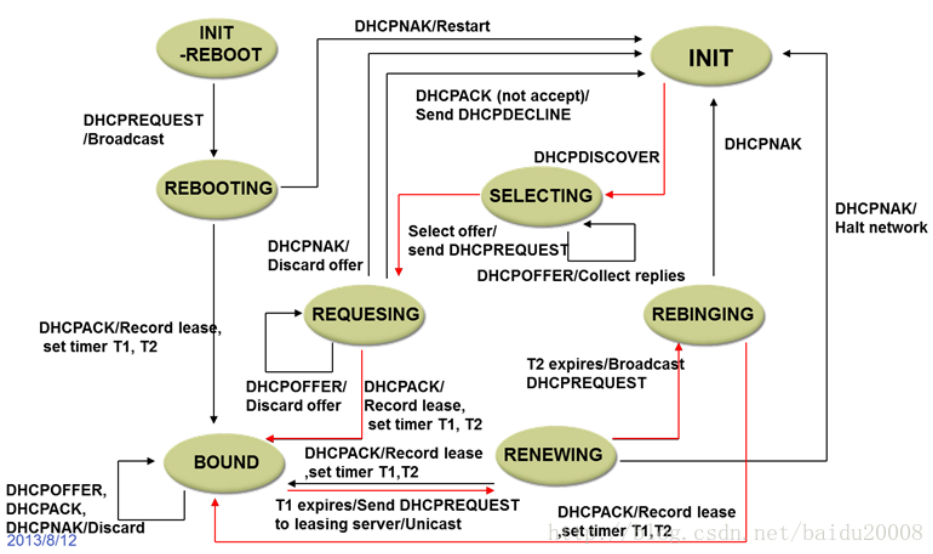 INIT
-REBOOT
DHCPNAK/Restart
INIT
DHCPREQUEST
/Broadcast
DHCPACK (not accept)/
Send DHCPDECLINE
DHCPNAK
DHCPDISCOVER
REBOOTING
SELECTING
DHCPNAK/
Halt network
Select offer/
send DHCPREQUEST
DHCPNAK/
Discard offer
DHCPOFFER/Collect replies
REQUESING
REBINGING
DHCPACK/Record lease,
set timer T1, T2
T2 expires/Broadcast
DHCPREQUEST
DHCPOFFER/
Discard offer
DHCPACK/
Record lease,
set timer T1, T2
BOUND
DHCPACK/Record lease
,set timer T1,T2
RENEWING
DHCPOFFER,
DHCPACK,
DHCPNAK/Discard
T1 expires/Send DHCPREQUEST
to leasing server/Unicast
DHCPACK/Record lease
,set timer T1,T2
2013/8/12
http://blog.csdn.net/baidu20008